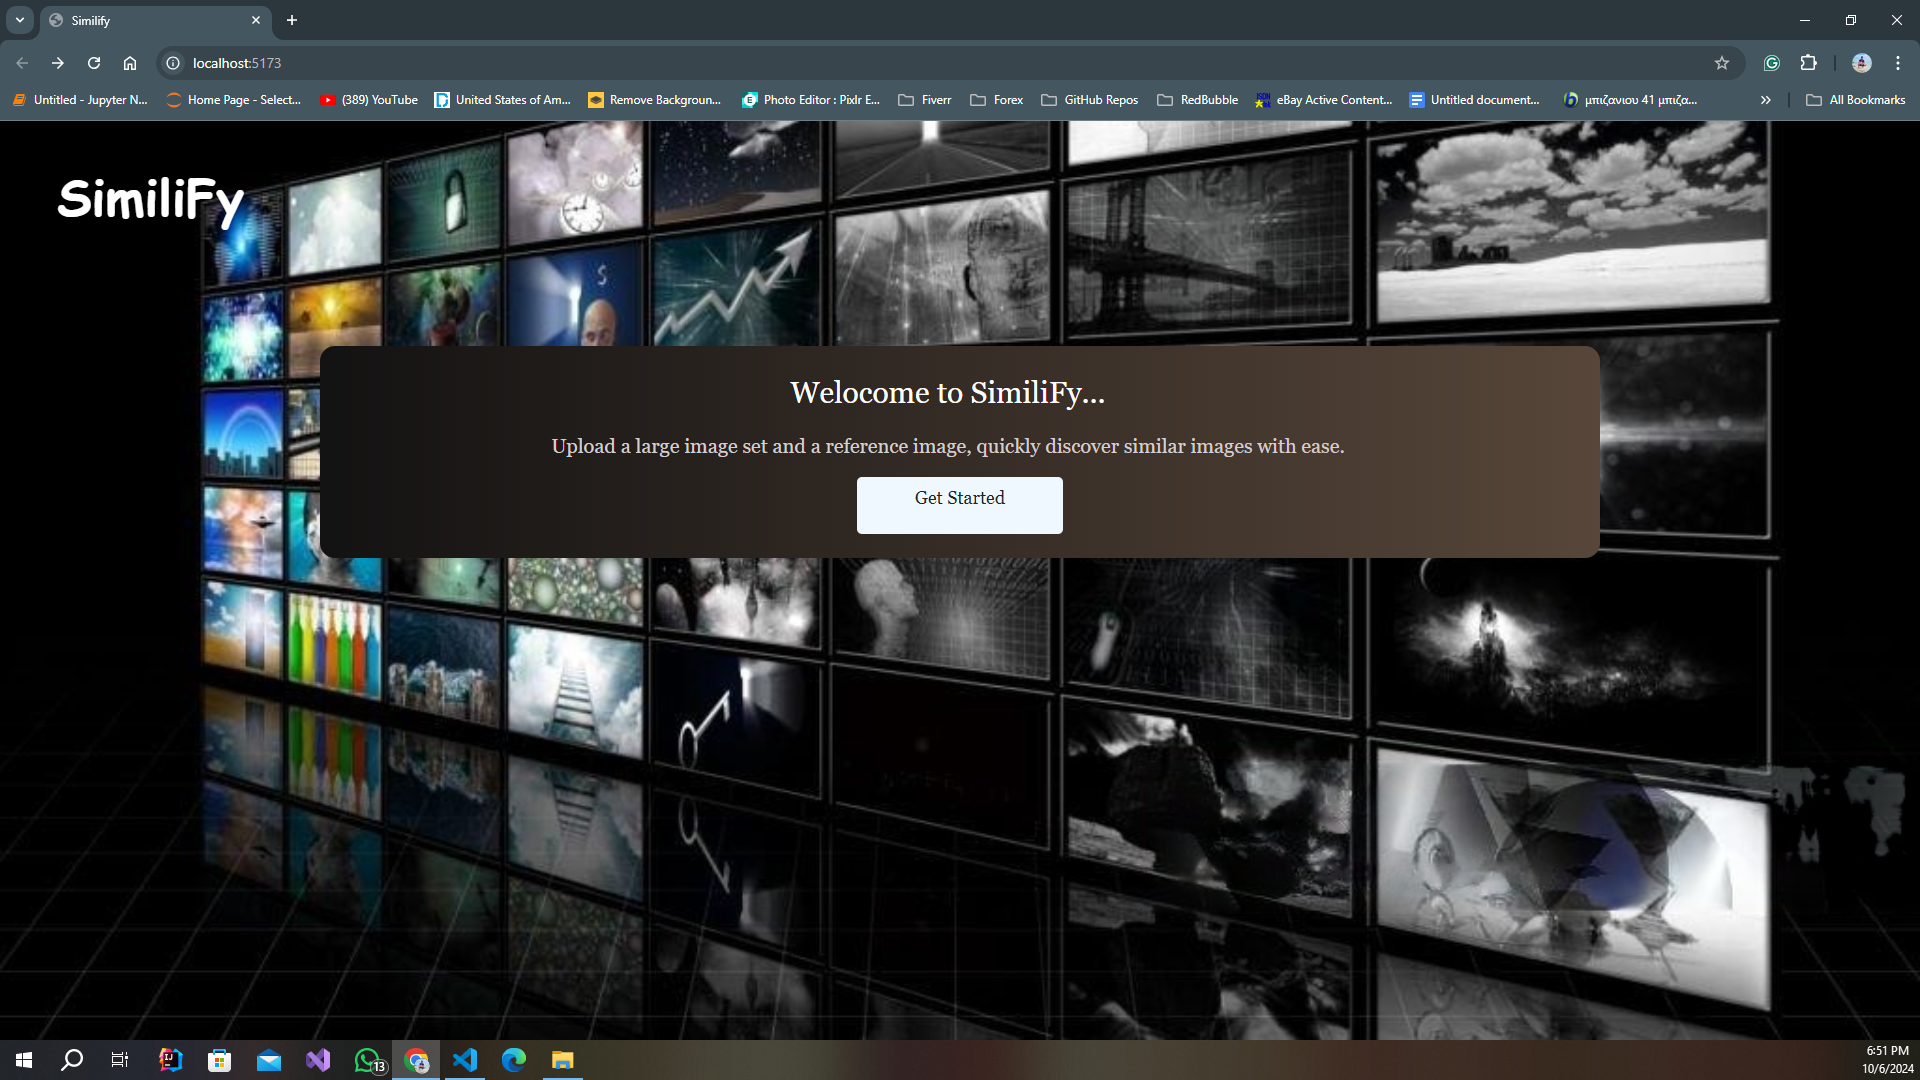 Similify
localhost:5173
Untitled - Jupyter N...
Home Page - Select...
(389) YouTube
United States of Am...
Remove Backgroun...
Photo Editor : Pixlr E...
Fiverr
Forex
GitHub Repos
RedBubble
eBay Active Content...
Untitled document...
μπιζανιου 41 μπιζα...
All Bookmarks
SimiliFy
Welocome to SimiliFy...
Upload a large image set and a reference image, quickly discover similar images with ease.
Get Started
13
6:51 PM
10/6/2024